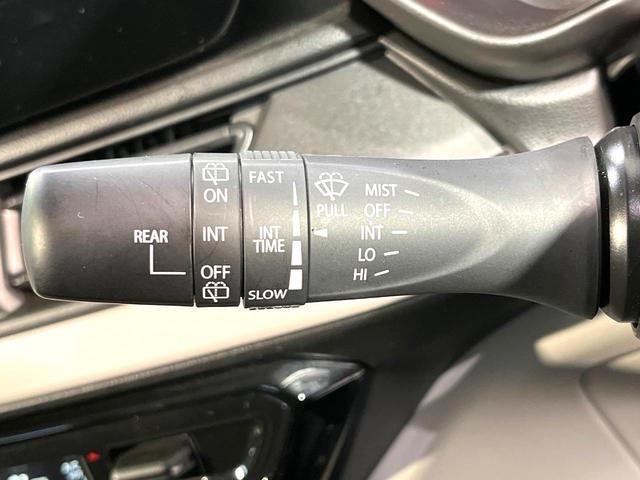 REAR
ON
INT
OFF
FAST
INT
TIME
SLOW
PULL
MIST
OFF
INT
LO
HI